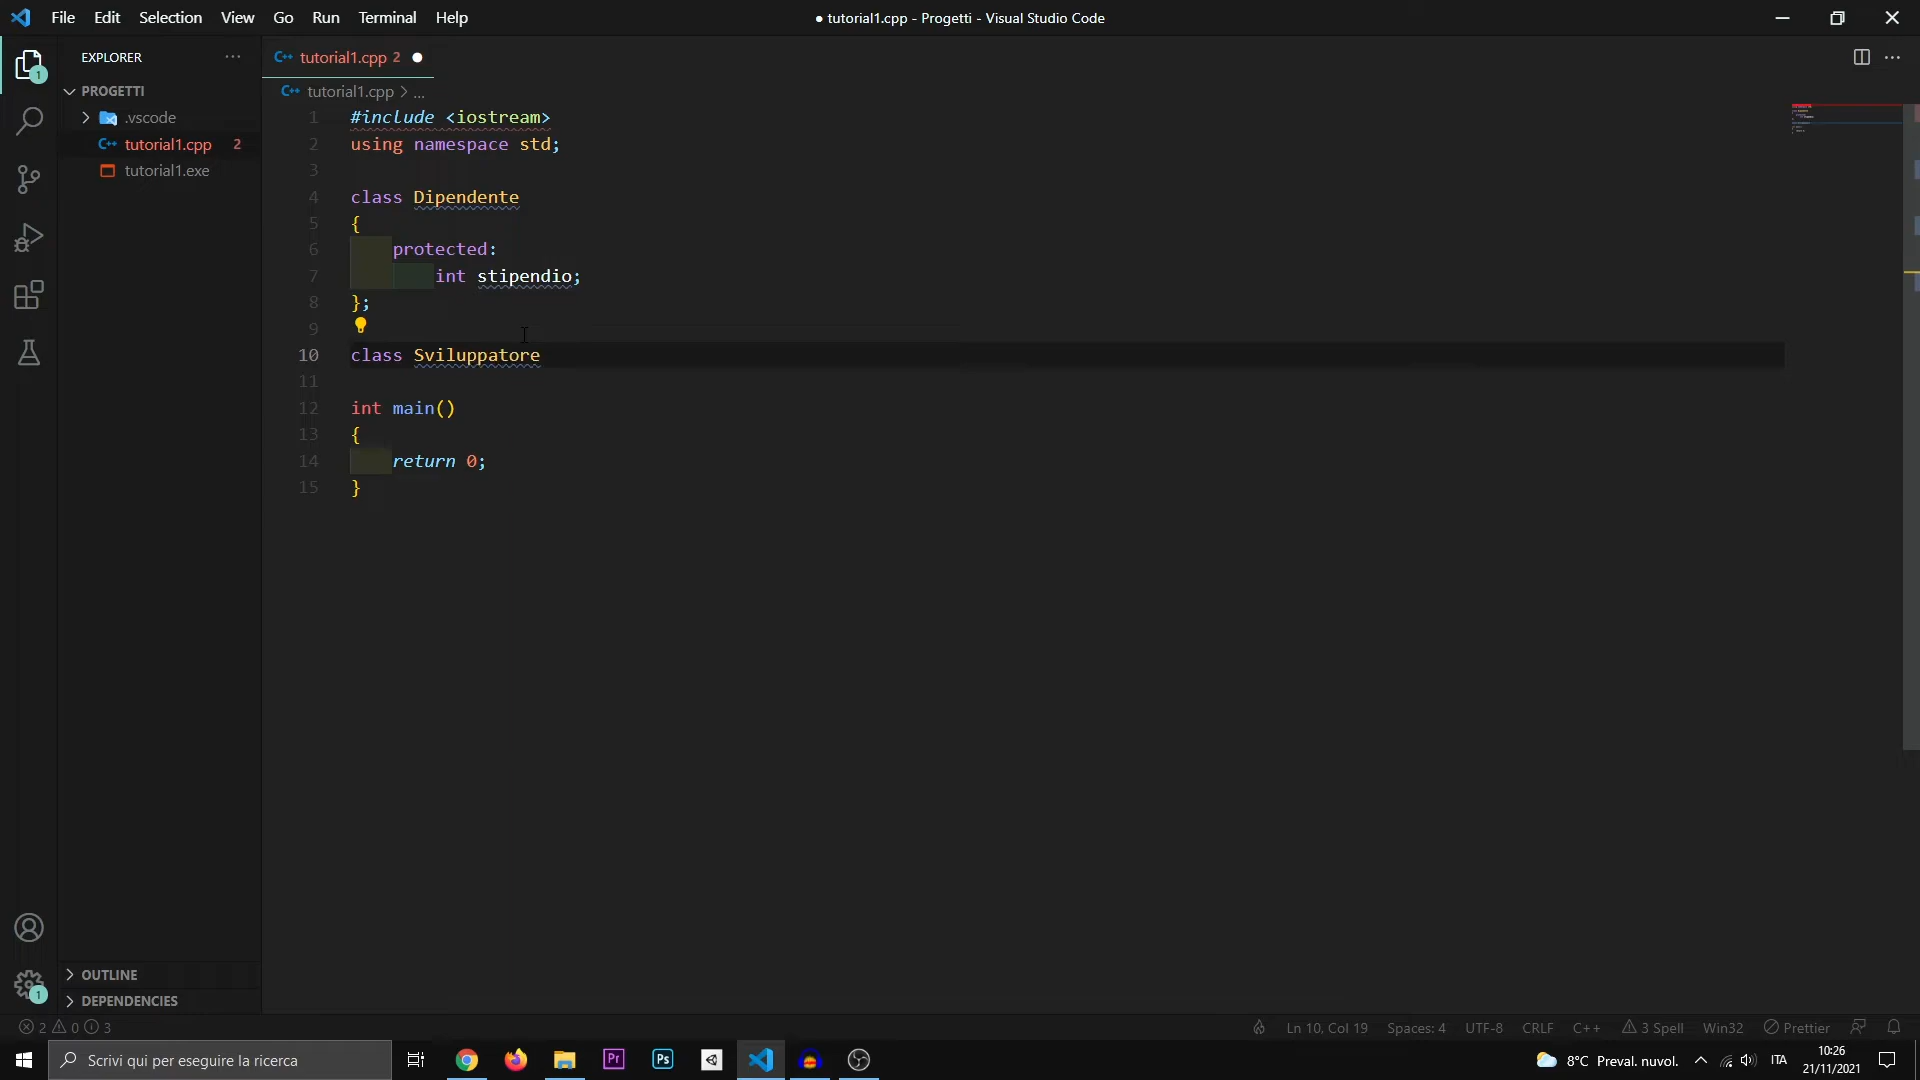 File Edit Selection View Go Run Terminal Help
● tutorial1.cpp - Progetti - Visual Studio Code
EXPLORER
C++ tutorial1.cpp 2
PROGETTI
C++ tutorial1.cpp > ...
.vscode
C++ tutorial1.cpp 2
tutorial1.exe
1 #include <iostream>
2 using namespace std;
3
4 class Dipendente
5 {
6 protected:
7 int stipendio;
8 };
9
10 class Sviluppatore
11
12 int main()
13 {
14 return 0;
15 }
1
1
OUTLINE
DEPENDENCIES
2 0 3
Ln 10, Col 19 Spaces: 4 UTF-8 CRLF C++ 3 Spell Win32 Prettier
Scrivi qui per eseguire la ricerca
Pr Ps
8°C Preval. nuvol. ITA
10:26
21/11/2021